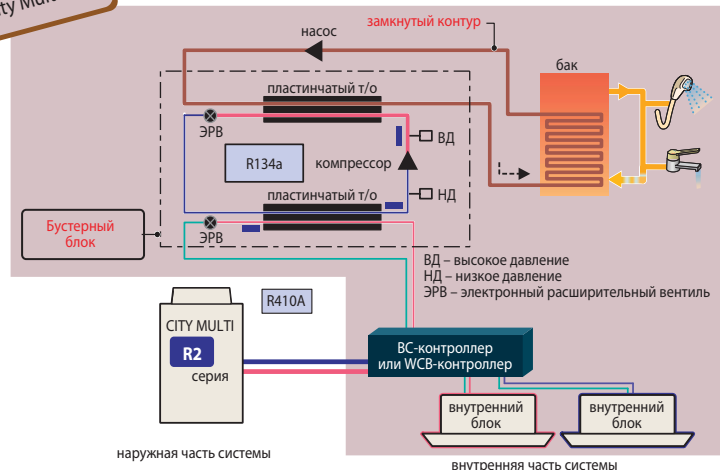 насос
замкнутый контур
бак
пластинчатый т/о
ЭРВ
ВД
R134a
компрессор
пластинчатый т/о
НД
Бустерный
блок
ЭРВ
ВД – высокое давление
НД – низкое давление
ЭРВ – электронный расширительный вентиль
R410A
CITY MULTI
R2
серия
BC-контроллер
или WCB-контроллер
внутренний
блок
внутренний
блок
наружная часть системы
внутренняя часть системы